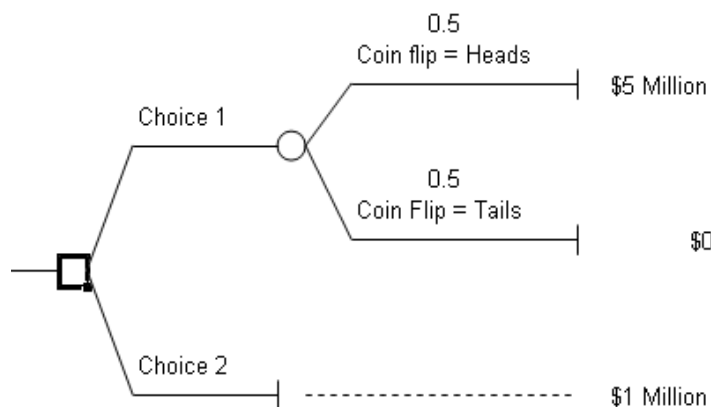 0.5
Coin flip = Heads
$5 Million
Choice 1
0.5
Coin Flip = Tails
$0
Choice 2
$1 Million